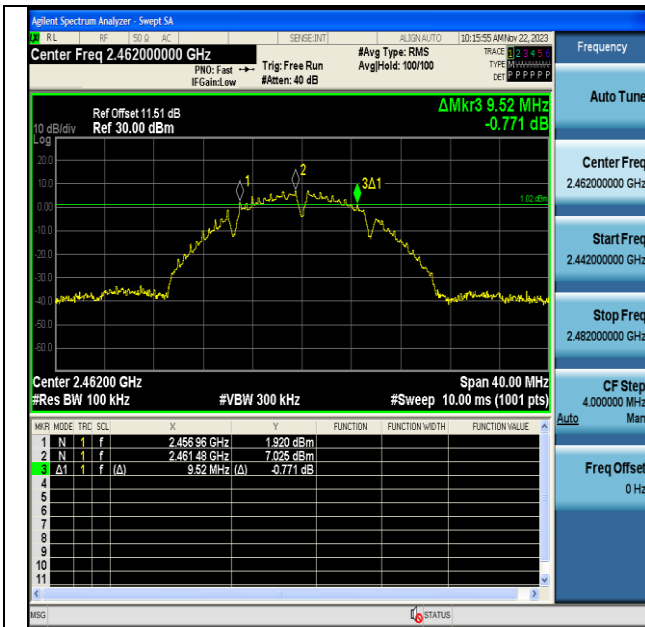 Agilent Spectrum Analyzer - Swept SA
RL RF 50 Ω AC SENSE:INT ALIGN AUTO 10:15:55 AM Nov 22, 2023
Center Freq 2.462000000 GHz
PNO: Fast
IFGain:Low
Trig: Free Run
#Atten: 40 dB
#Avg Type: RMS
Avg|Hold: 100/100
TRACE 1 2 3 4 5 6
TYPE M
DET P P P P P P
Frequency
Auto Tune
Center Freq
2.462000000 GHz
Start Freq
2.442000000 GHz
Stop Freq
2.482000000 GHz
CF Step
4.000000 MHz
Auto Man
Freq Offset
0 Hz
ΔMkr3 9.52 MHz
-0.771 dB
Ref Offset 11.51 dB
10 dB/div Ref 30.00 dBm
Log
20.0
10.0
0.00
-10.0
-20.0
-30.0
-40.0
-50.0
-60.0
1
2
3Δ1
1.02 dBm
Center 2.46200 GHz Span 40.00 MHz
#Res BW 100 kHz #VBW 300 kHz #Sweep 10.00 ms (1001 pts)
MKR MODE TRC SCL X Y FUNCTION FUNCTION WIDTH FUNCTION VALUE
1 N 1 f 2.456 96 GHz 1.920 dBm
2 N 1 f 2.461 48 GHz 7.025 dBm
3 Δ1 1 f (Δ) 9.52 MHz (Δ) -0.771 dB
4
5
6
7
8
9
10
11
MSG STATUS